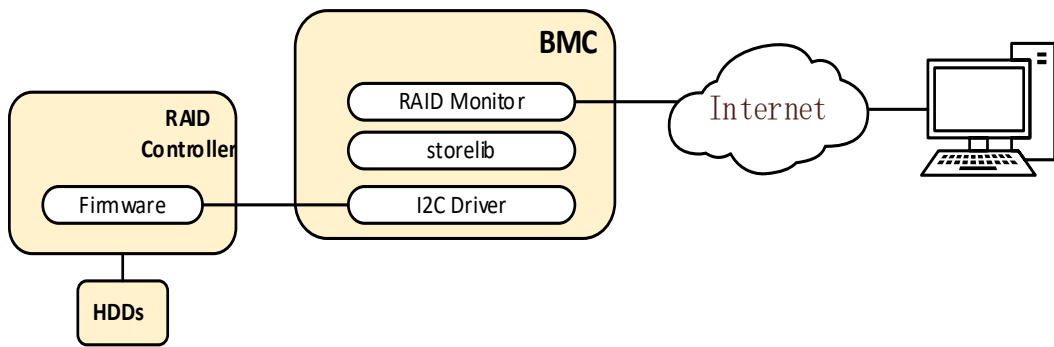 BMC
RAID Monitor
storelib
I2C Driver
RAID
Controller
Firmware
HDDs
Internet